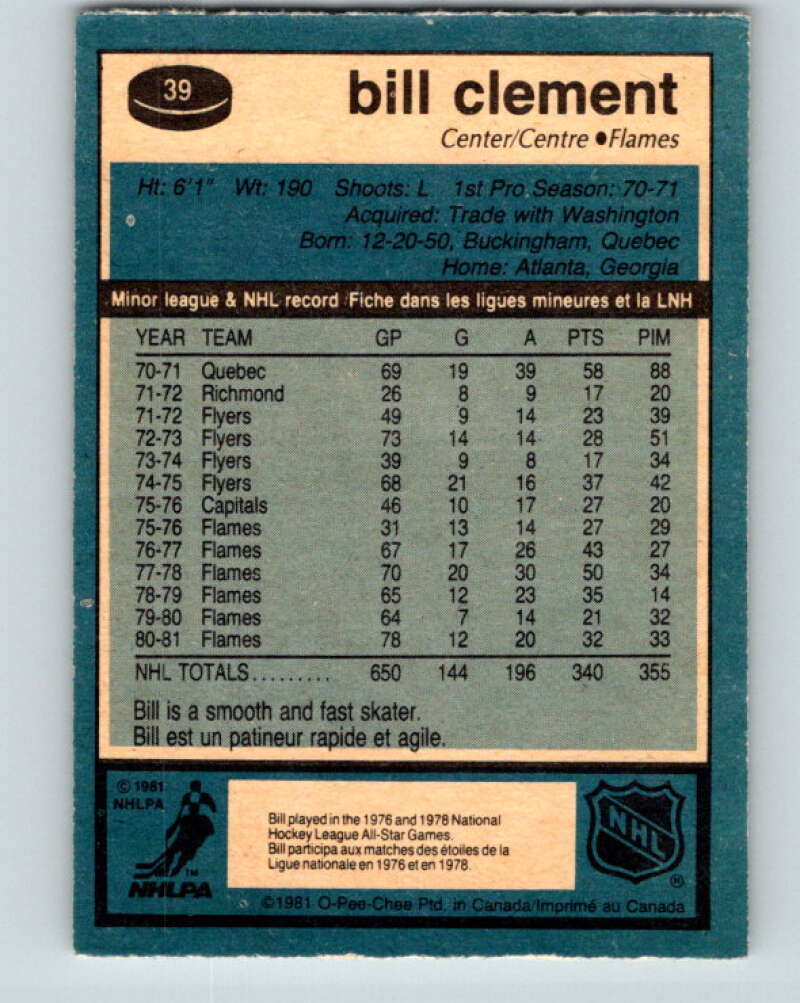 39
bill clement
Center/Centre •Flames
Ht: 6'1" Wt: 190 Shoots: L 1st Pro Season: 70-71
Acquired: Trade with Washington
Born: 12-20-50, Buckingham, Quebec
Home: Atlanta, Georgia
Minor league & NHL record/Fiche dans les ligues mineures et la LNH
YEAR TEAM GP G A PTS PIM
70-71 Quebec 69 19 39 58 88
71-72 Richmond 26 8 9 17 20
71-72 Flyers 49 9 14 23 39
72-73 Flyers 73 14 14 28 51
73-74 Flyers 39 9 8 17 34
74-75 Flyers 68 21 16 37 42
75-76 Capitals 46 10 17 27 20
75-76 Flames 31 13 14 27 29
76-77 Flames 67 17 26 43 27
77-78 Flames 70 20 30 50 34
78-79 Flames 65 12 23 35 14
79-80 Flames 64 7 14 21 32
80-81 Flames 78 12 20 32 33
NHL TOTALS......... 650 144 196 340 355
Bill is a smooth and fast skater.
Bill est un patineur rapide et agile.
© 1981
NHLPA
TM
NHLPA
Bill played in the 1976 and 1978 National
Hockey League All-Star Games.
Bill participa aux matches des étoiles de la
Ligue nationale en 1976 et en 1978.
NHL
®
©1981 O-Pee-Chee Ptd. in Canada/Imprimé au Canada